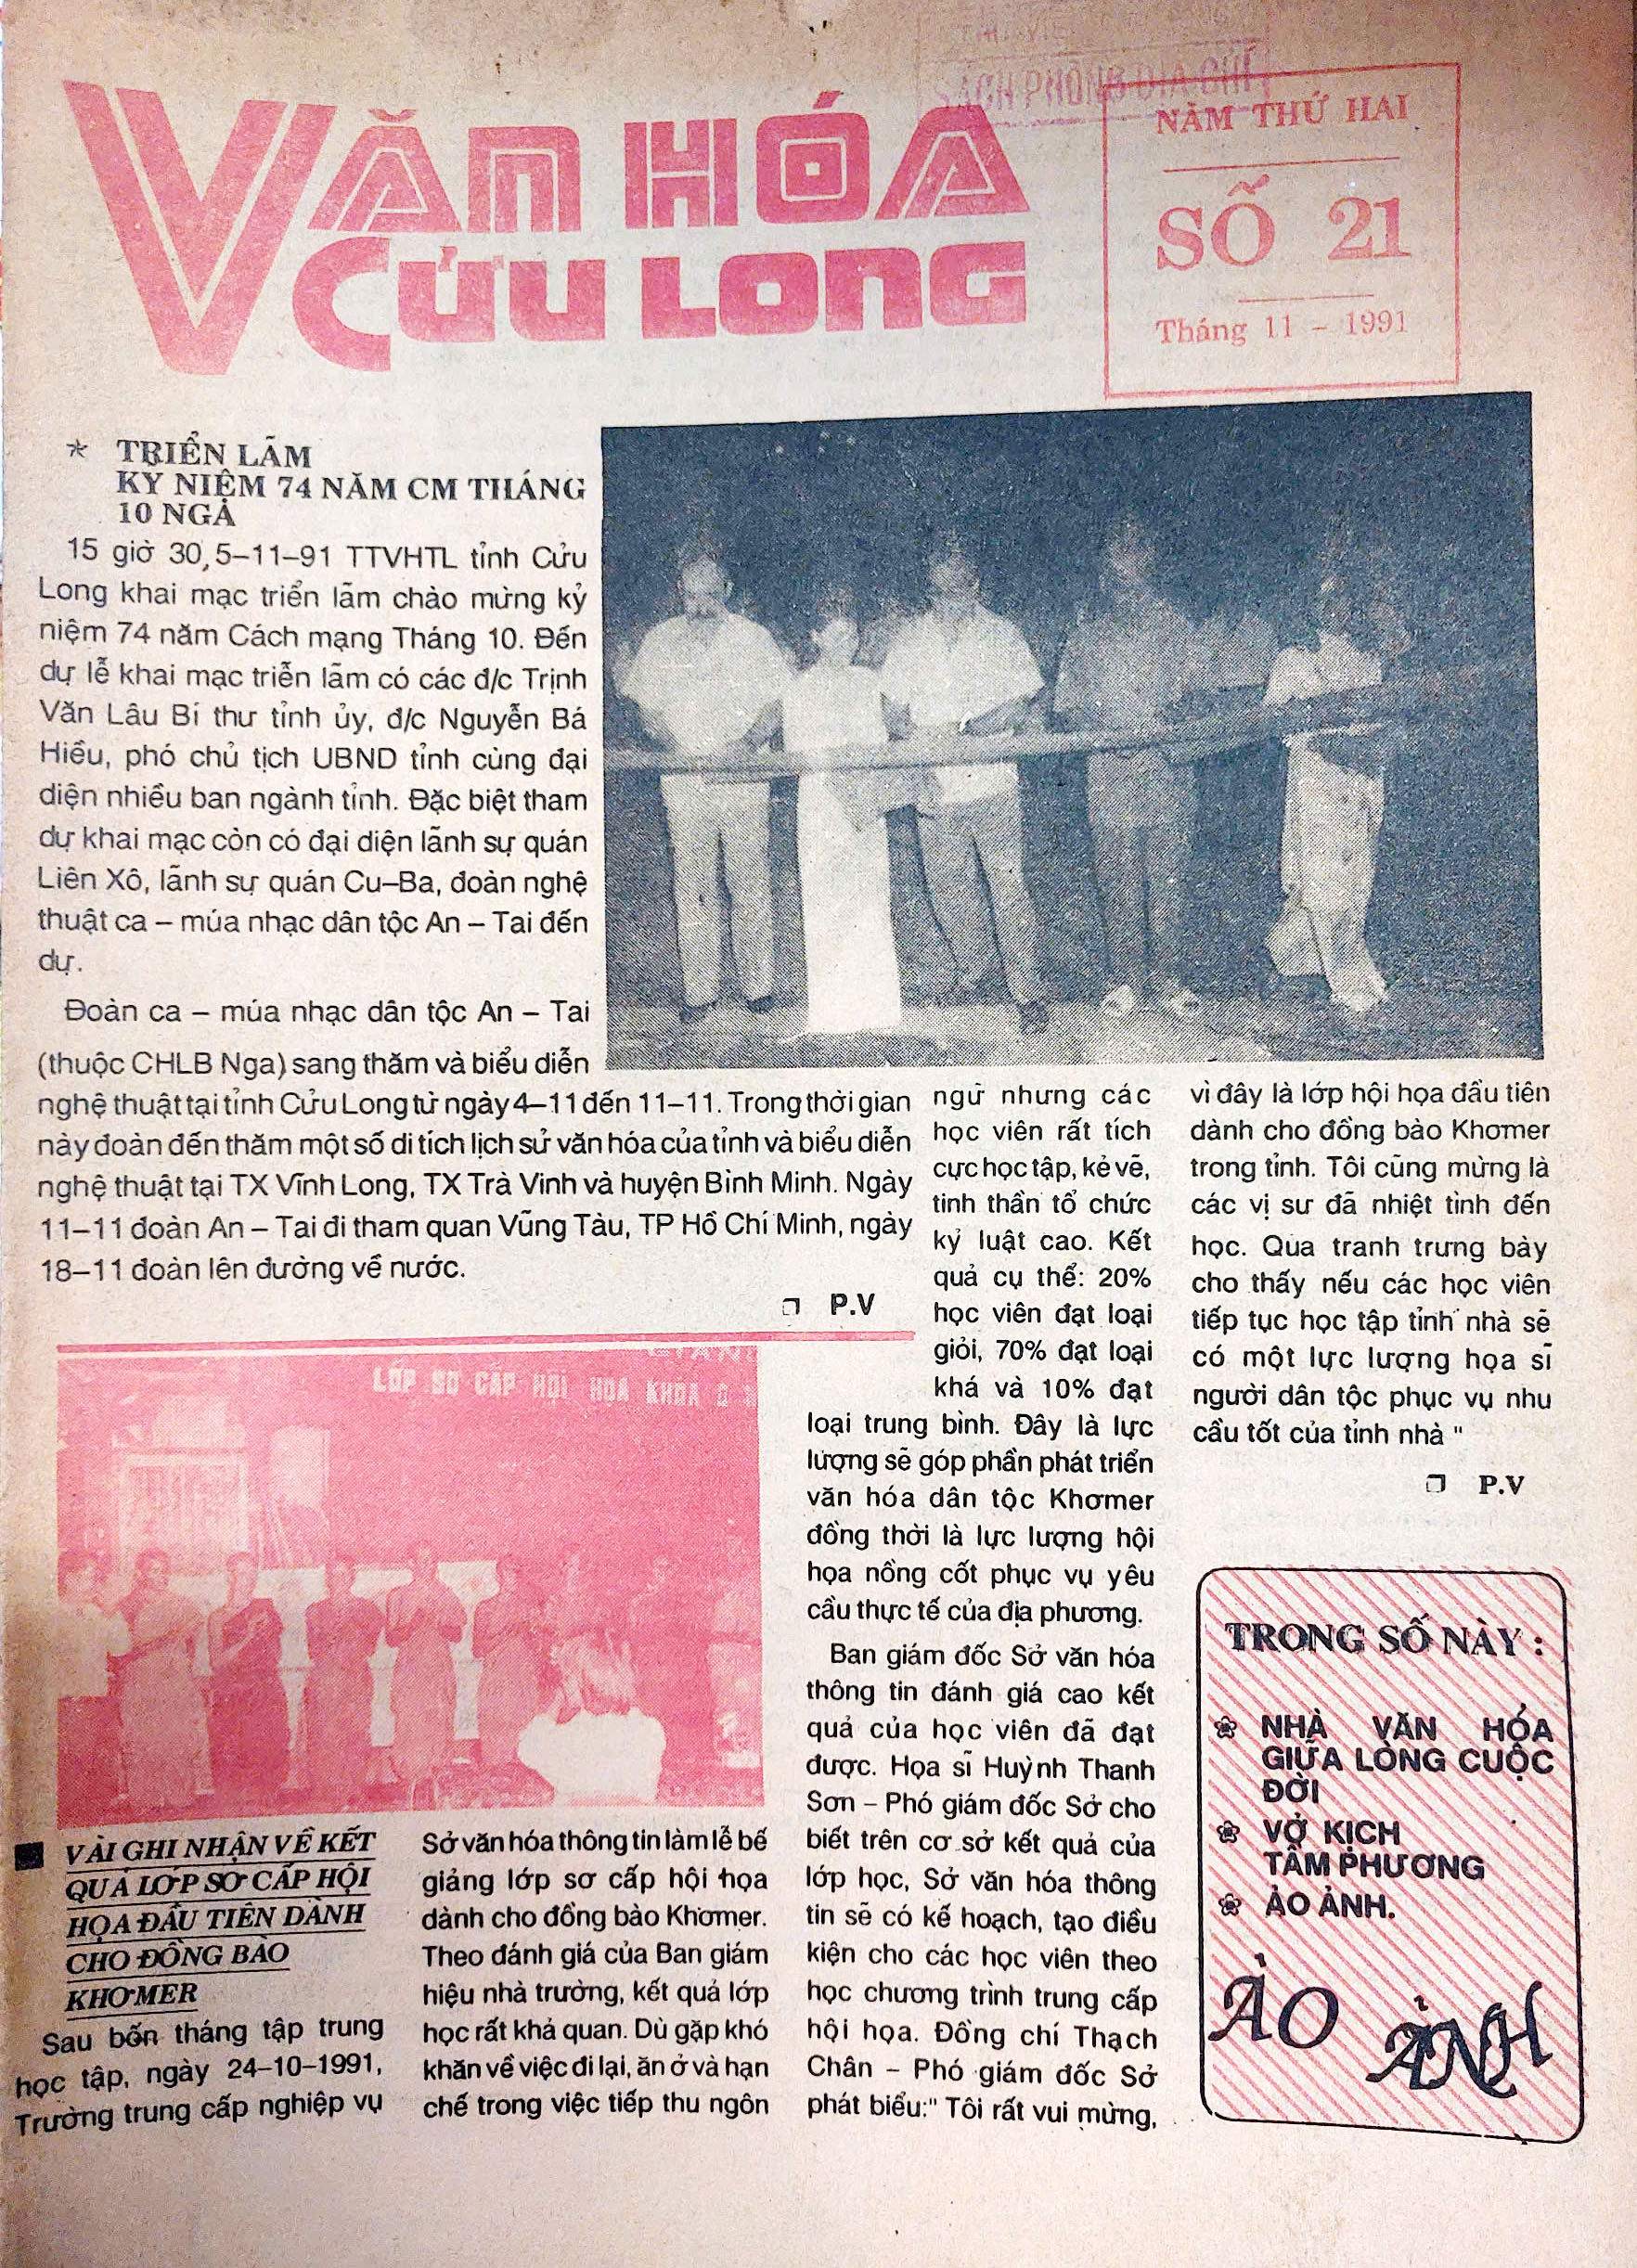 SÁCH PHÒNG ĐỊA CHÍ
VĂN HÓA
CỬU LONG
NĂM THỨ HAI
SỐ 21
Tháng 11 – 1991
* TRIỂN LÃM
KỶ NIỆM 74 NĂM CM THÁNG
10 NGA
15 giờ 30, 5–11–91 TTVHTL tỉnh Cửu
Long khai mạc triển lãm chào mừng kỷ
niệm 74 năm Cách mạng Tháng 10. Đến
dự lễ khai mạc triễn lãm có các đ/c Trịnh
Văn Lâu Bí thư tỉnh ủy, đ/c Nguyễn Bá
Hiều, phó chủ tịch UBND tỉnh cùng đại
diện nhiều ban ngành tỉnh. Đặc biệt tham
dự khai mạc còn có đại diện lãnh sự quán
Liên Xô, lãnh sự quán Cu–Ba, đoàn nghệ
thuật ca – múa nhạc dân tộc An – Tai đến
dự.
Đoàn ca – múa nhạc dân tộc An – Tai
(thuộc CHLB Nga) sang thăm và biểu diễn
nghệ thuật tại tỉnh Cửu Long từ ngày 4–11 đến 11–11. Trong thời gian
này đoàn đến thăm một số di tích lịch sử văn hóa của tỉnh và biểu diễn
nghệ thuật tại TX Vĩnh Long, TX Trà Vinh và huyện Bình Minh. Ngày
11–11 đoàn An – Tai đi tham quan Vũng Tàu, TP Hồ Chí Minh, ngày
18–11 đoàn lên đường về nước.
❒ P.V
LỚP SƠ CẤP HỘI HỌA KHÓA
VÀI GHI NHẬN VỀ KẾT
QUẢ LỚP SƠ CẤP HỘI
HỌA ĐẦU TIÊN DÀNH
CHO ĐỒNG BÀO
KHƠMER
Sau bốn tháng tập trung
học tập, ngày 24–10–1991,
Trường trung cấp nghiệp vụ
Sở văn hóa thông tin làm lễ bế
giảng lớp sơ cấp hội họa
dành cho đồng bào Khơmer.
Theo đánh giá của Ban giám
hiệu nhà trường, kết quả lớp
học rất khả quan. Dù gặp khó
khăn về việc đi lại, ăn ở và hạn
chế trong việc tiếp thu ngôn
ngữ nhưng các
học viên rất tích
cực học tập, kẻ vẽ,
tinh thần tổ chức
kỷ luật cao. Kết
quả cụ thể: 20%
học viên đạt loại
giỏi, 70% đạt loại
khá và 10% đạt
loại trung bình. Đây là lực
lượng sẽ góp phần phát triển
văn hóa dân tộc Khơmer
đồng thời là lực lượng hội
họa nồng cốt phục vụ yêu
cầu thực tế của địa phương.
Ban giám đốc Sở văn hóa
thông tin đánh giá cao kết
quả của học viên đã đạt
được. Họa sĩ Huỳnh Thanh
Sơn – Phó giám đốc Sở cho
biết trên cơ sở kết quả của
lớp học, Sở văn hóa thông
tin sẽ có kế hoạch, tạo điều
kiện cho các học viên theo
học chương trình trung cấp
hội họa. Đồng chí Thạch
Chân – Phó giám đốc Sở
phát biểu:" Tôi rất vui mừng,
vì đây là lớp hội họa đầu tiên
dành cho đồng bào Khơmer
trong tỉnh. Tôi cũng mừng là
các vị sư đã nhiệt tình đến
học. Qua tranh trưng bày
cho thấy nếu các học viên
tiếp tục học tập tỉnh nhà sẽ
có một lực lượng họa sĩ
người dân tộc phục vụ nhu
cầu tốt của tỉnh nhà "
❒ P.V
TRONG SỐ NÀY :
NHÀ VĂN HÓA
GIỮA LÒNG CUỘC
ĐỜI
VỞ KỊCH
TÂM PHƯƠNG
ẢO ẢNH.
ẢO ẢNH